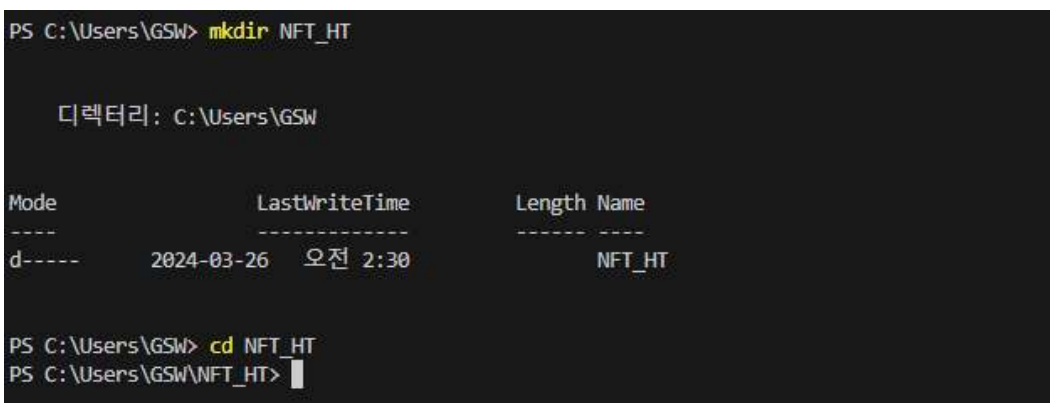 PS C:\Users\GSW> mkdir NFT_HT
디렉터리: C:\Users\GSW
Mode                 LastWriteTime         Length Name
----                 -------------         ------ ----
d-----        2024-03-26   오전 2:30                NFT_HT
PS C:\Users\GSW> cd NFT_HT
PS C:\Users\GSW\NFT_HT>